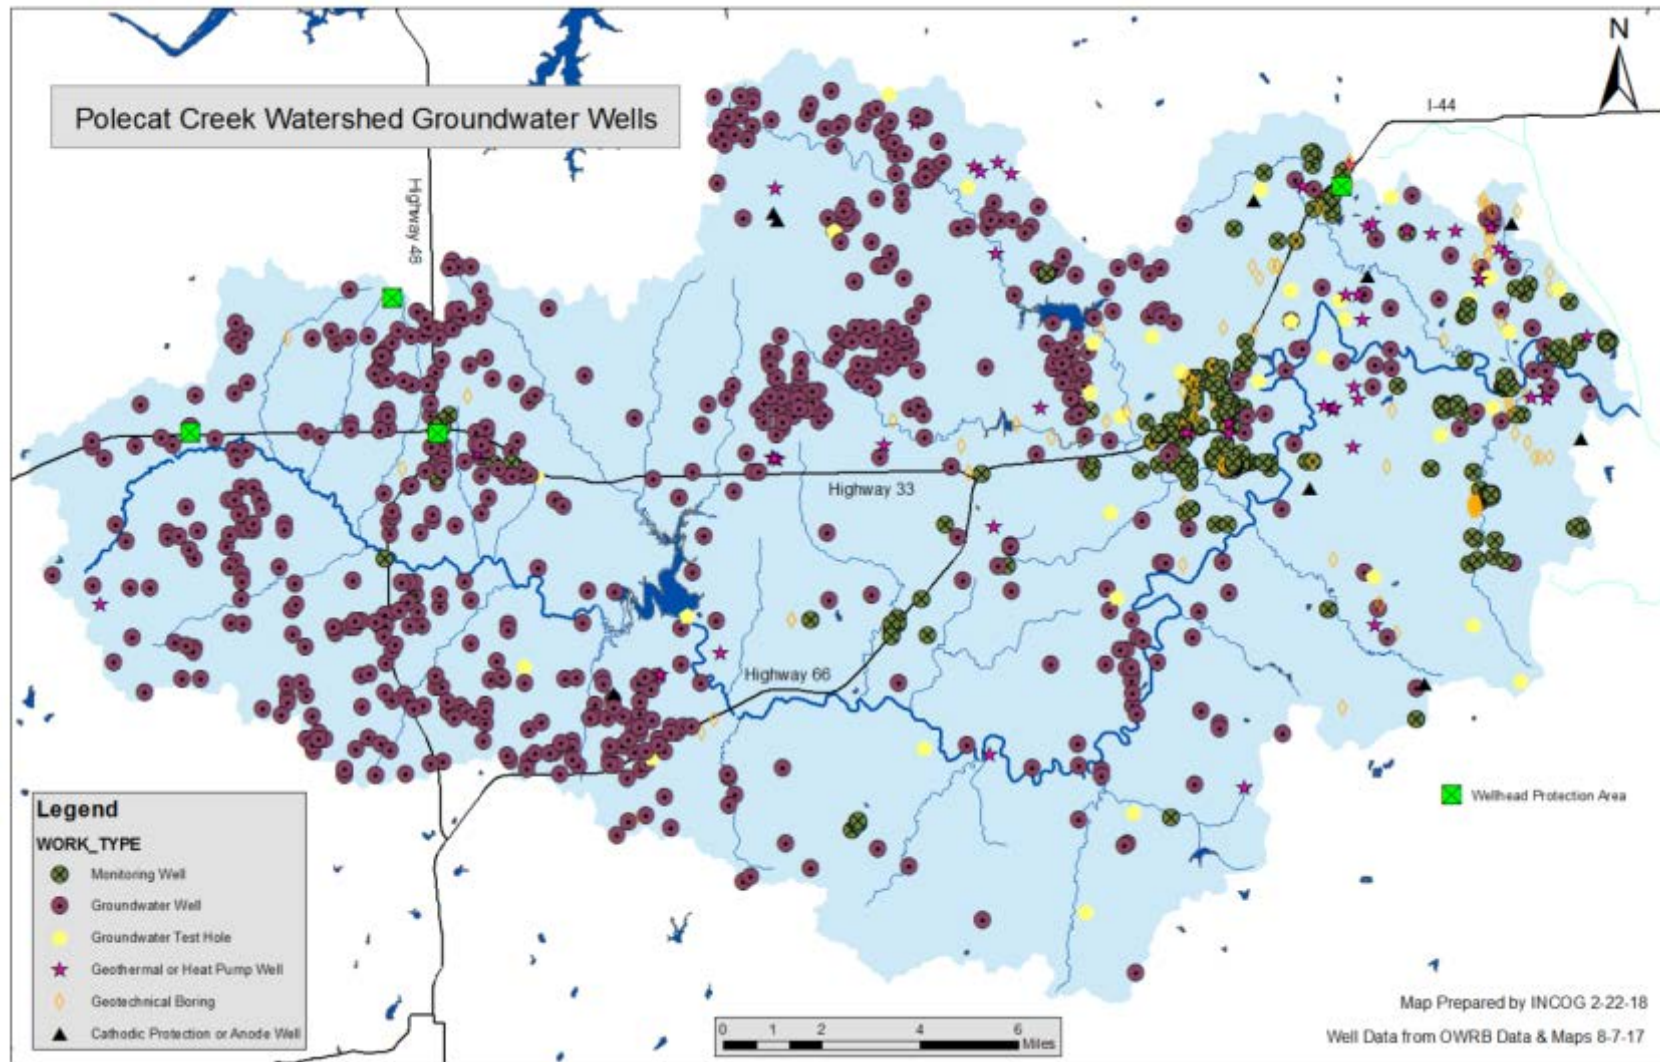 N
I-44
Polecat Creek Watershed Groundwater Wells
Highway 48
Highway 33
Highway 66
Legend
WORK_TYPE
Monitoring Well
Groundwater Well
Groundwater Test Hole
Geothermal or Heat Pump Well
Geotechnical Boring
Cathodic Protection or Anode Well
Wellhead Protection Area
0 1 2 4 6
Miles
Map Prepared by INCOG 2-22-18
Well Data from OWRB Data & Maps 8-7-17